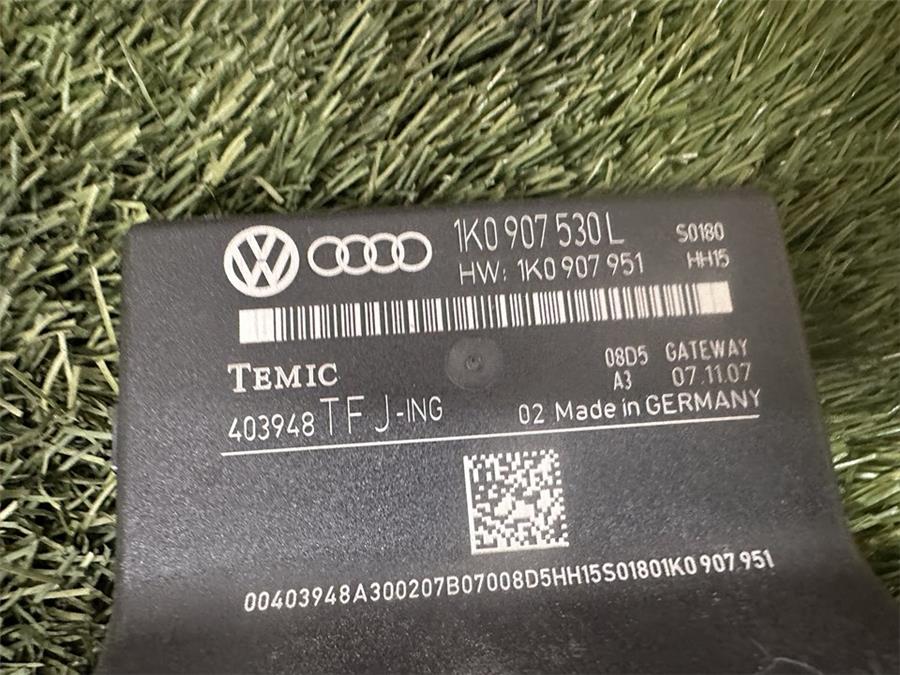 1K0 907 530 L S0180
HW: 1K0 907 951 HH15
TEMIC 08D5 GATEWAY
A3 07.11.07
403948 TF J-ING 02 Made in GERMANY
00403948A300207B07008D5HH15S01801K0 907 951